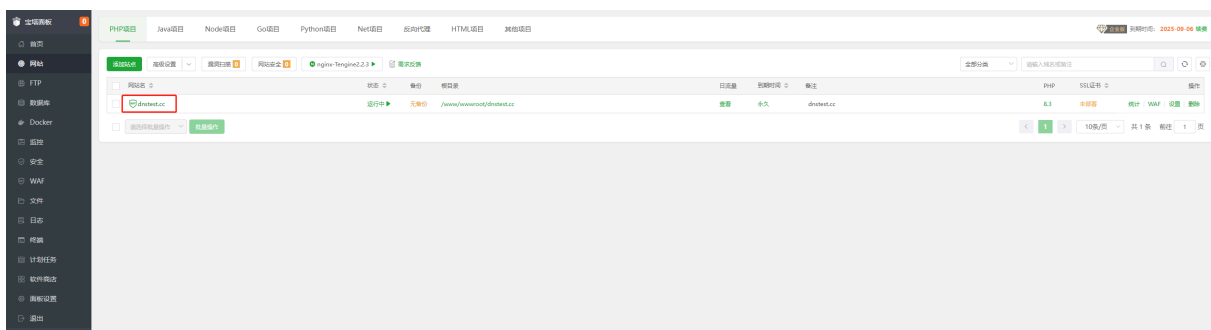 宝塔面板 0
首页
网站
FTP
数据库
Docker
监控
安全
WAF
文件
日志
终端
计划任务
软件商店
面板设置
退出
PHP项目 Java项目 Node项目 Go项目 Python项目 Net项目 反向代理 HTML项目 其他项目
企业版 到期时间: 2025-09-06 续费
添加站点 高级设置 漏洞扫描 0 网站安全 0 nginx-Tengine2.2.3 需求反馈
全部分类 请输入域名或备注
网站名 状态 备份 根目录 日流量 到期时间 备注 PHP SSL证书 操作
dnstest.cc 运行中 无备份 /www/wwwroot/dnstest.cc 查看 永久 dnstest.cc 8.3 未部署 统计 WAF 设置 删除
请选择批量操作 批量操作
1 10条/页 共 1 条 前往 1 页